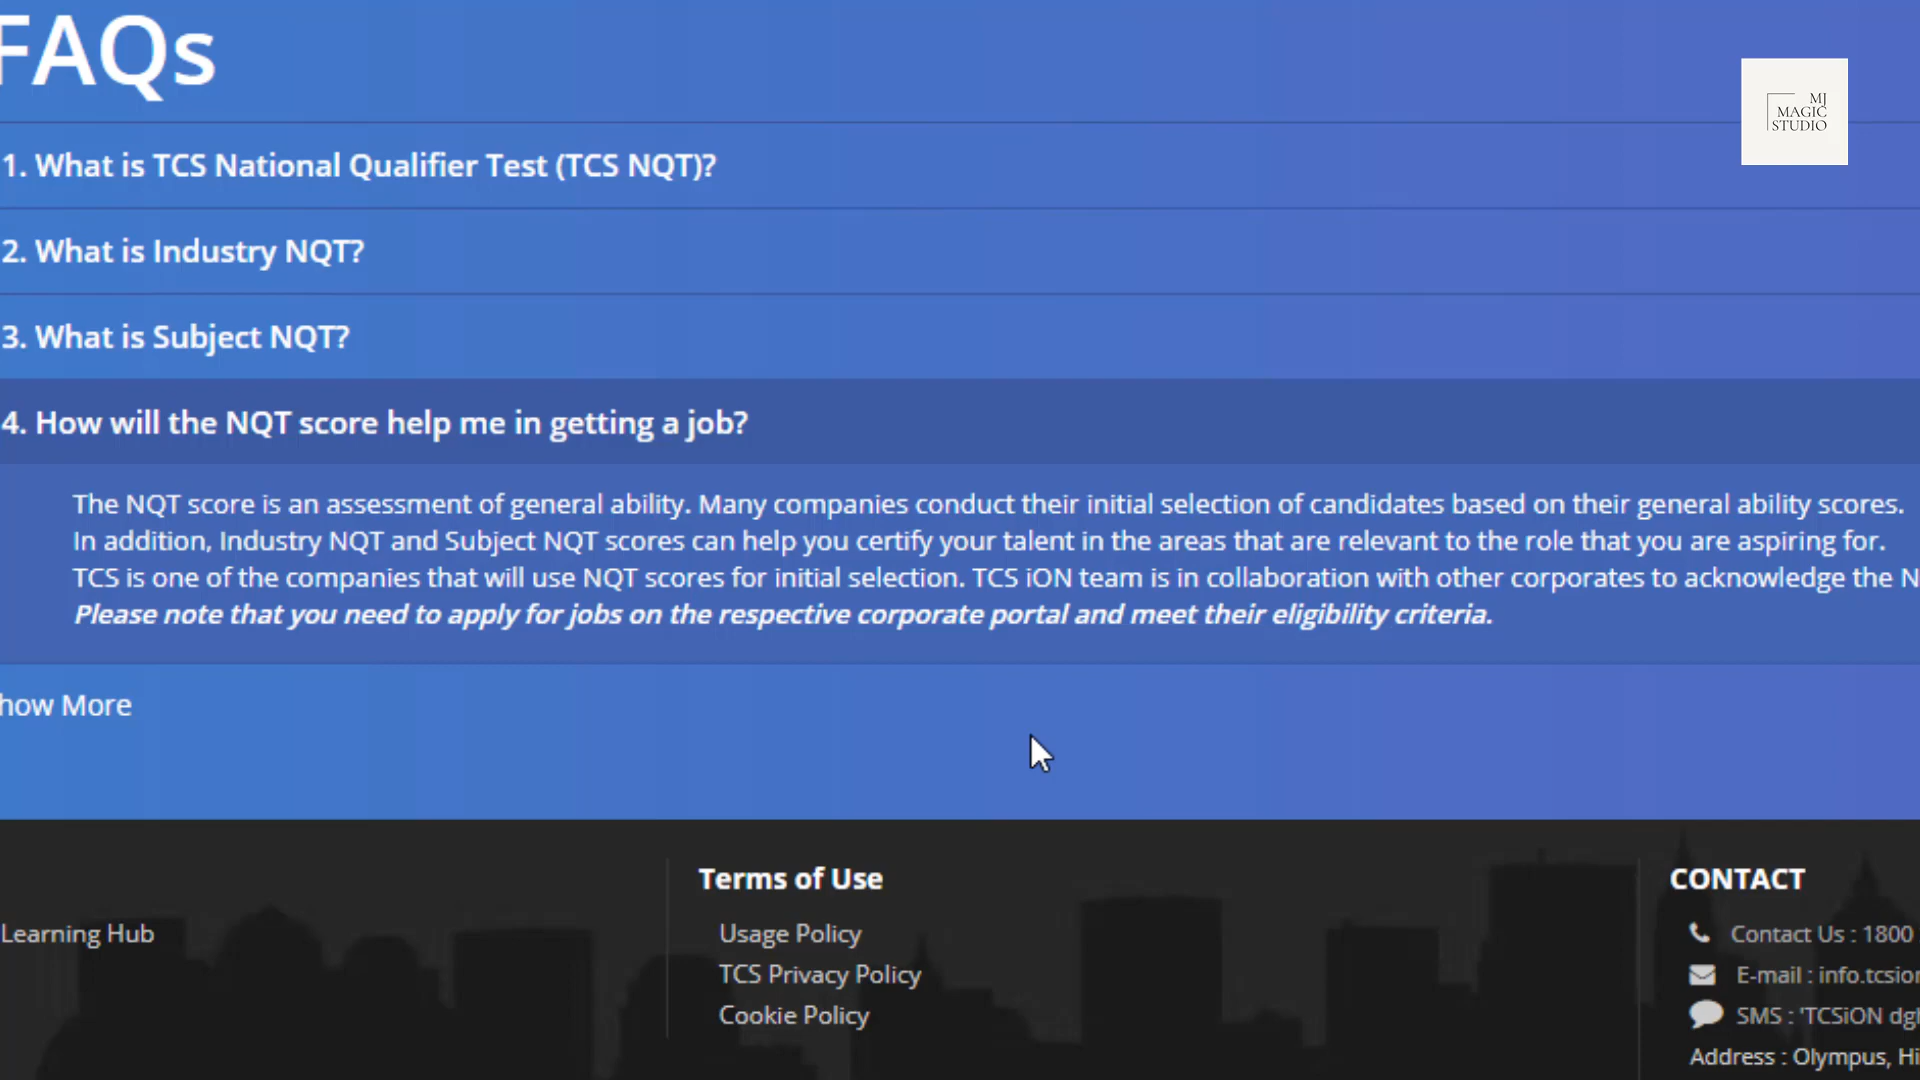 FAQs
MJ
MAGIC
STUDIO
1. What is TCS National Qualifier Test (TCS NQT)?
2. What is Industry NQT?
3. What is Subject NQT?
4. How will the NQT score help me in getting a job?
The NQT score is an assessment of general ability. Many companies conduct their initial selection of candidates based on their general ability scores.
In addition, Industry NQT and Subject NQT scores can help you certify your talent in the areas that are relevant to the role that you are aspiring for.
TCS is one of the companies that will use NQT scores for initial selection. TCS iON team is in collaboration with other corporates to acknowledge the N
Please note that you need to apply for jobs on the respective corporate portal and meet their eligibility criteria.
how More
Learning Hub
Terms of Use
Usage Policy
TCS Privacy Policy
Cookie Policy
CONTACT
Contact Us : 1800
E-mail : info.tcsion
SMS : 'TCSiON dgh
Address : Olympus, Hi